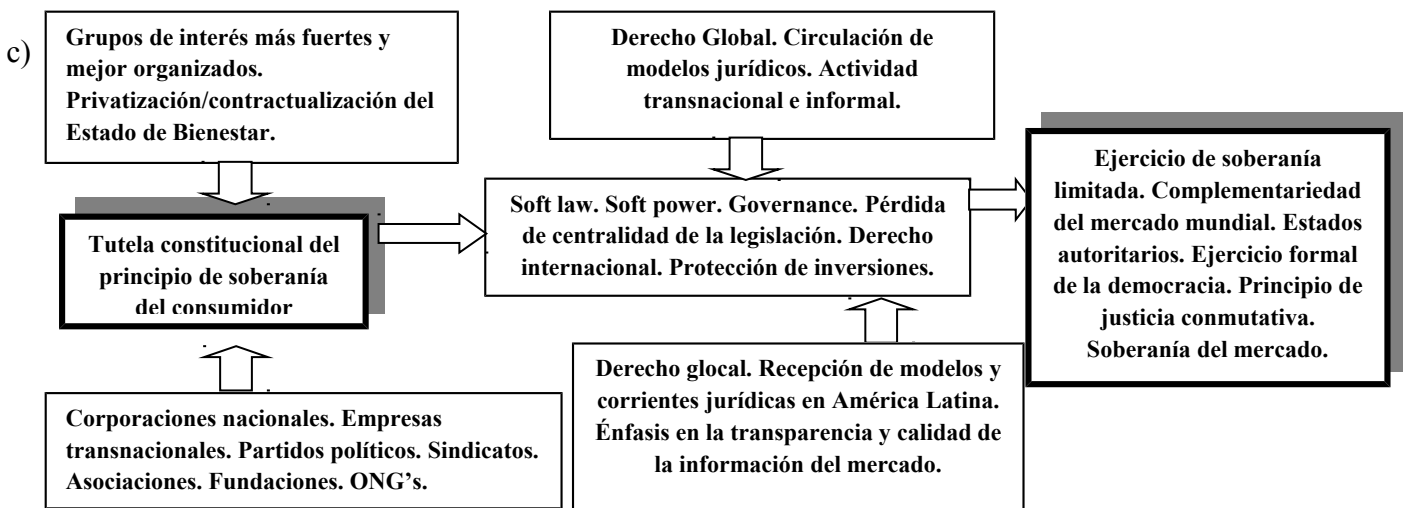 c)
Grupos de interés más fuertes y
mejor organizados.
Privatización/contractualización del
Estado de Bienestar.
Derecho Global. Circulación de
modelos jurídicos. Actividad
transnacional e informal.
Tutela constitucional del
principio de soberanía
del consumidor
Soft law. Soft power. Governance. Pérdida
de centralidad de la legislación. Derecho
internacional. Protección de inversiones.
Ejercicio de soberanía
limitada. Complementariedad
del mercado mundial. Estados
autoritarios. Ejercicio formal
de la democracia. Principio de
justicia conmutativa.
Soberanía del mercado.
Corporaciones nacionales. Empresas
transnacionales. Partidos políticos. Sindicatos.
Asociaciones. Fundaciones. ONG’s.
Derecho glocal. Recepción de modelos y
corrientes jurídicas en América Latina.
Énfasis en la transparencia y calidad de
la información del mercado.